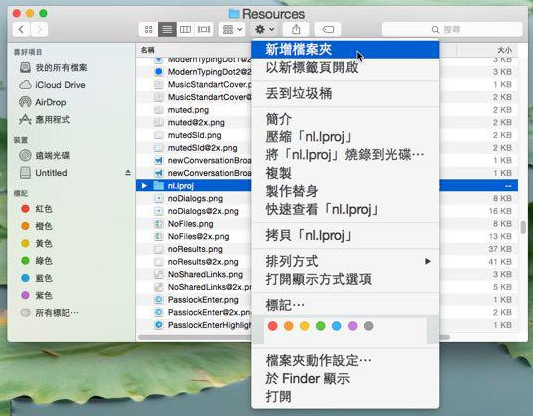 Resources
搜尋
喜好項目
我的所有檔案
iCloud Drive
AirDrop
應用程式
裝置
遠端光碟
Untitled
標記
紅色
橙色
黃色
綠色
藍色
紫色
所有標記…
名稱
大小
ModernTypingDot1@2 3 KB
ModernTypingDot2@2 3 KB
MusicStandartCover.p 2 KB
MusicStandartCover@ 3 KB
muted.png 1 KB
muted@2x.png 1 KB
mutedSld.png 1 KB
mutedSld@2x.png 2 KB
newConversationBroa 1 KB
newConversationBroa 1 KB
nl.lproj --
noDialogs.png 8 KB
noDialogs@2x.png 16 KB
NoFiles.png 8 KB
NoFiles@2x.png 13 KB
noResults.png 37 KB
noResults@2x.png 41 KB
NoSharedLinks.png 3 KB
NoSharedLinks@2x.pn 5 KB
PasslockEnter.png 1 KB
PasslockEnter@2x.png 1 KB
PasslockEnterHighligh 1 KB
新增檔案夾
以新標籤頁開啟
丟到垃圾桶
簡介
壓縮「nl.lproj」
將「nl.lproj」燒錄到光碟…
複製
製作替身
快速查看「nl.lproj」
拷貝「nl.lproj」
排列方式
打開顯示方式選項
標記…
檔案夾動作設定…
於 Finder 顯示
打開